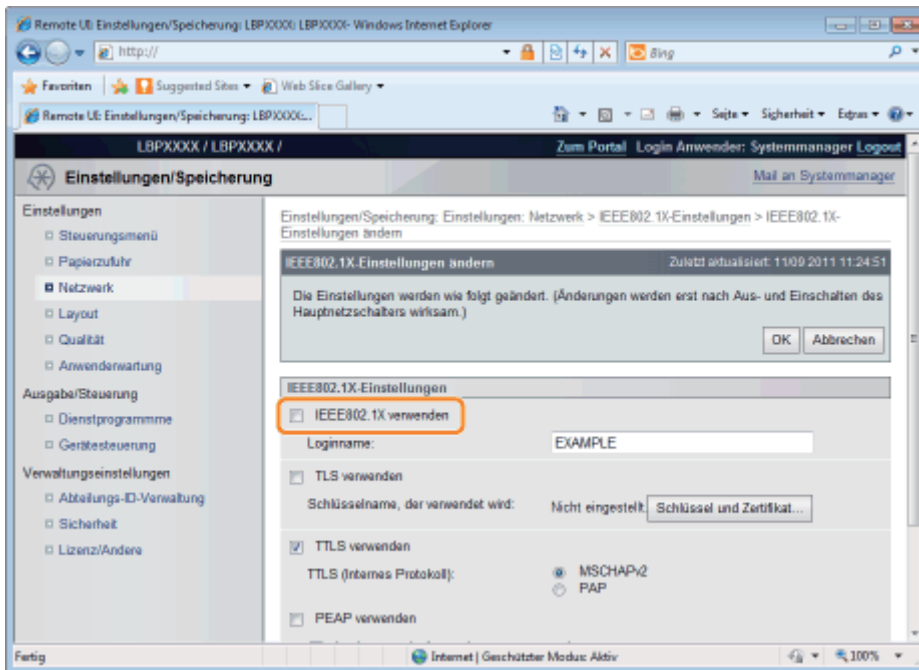 Remote UI: Einstellungen/Speicherung: LBPXXXX: LBPXXXX- Windows Internet Explorer
http://
Bing
Favoriten Suggested Sites Web Slice Gallery
Remote UI: Einstellungen/Speicherung: LBPXXXX:... Seite Sicherheit Extras
LBPXXXX / LBPXXXX / Zum Portal Login Anwender: Systemmanager Logout
Einstellungen/Speicherung Mail an Systemmanager
Einstellungen
Steuerungsmenü
Papierzufuhr
Netzwerk
Layout
Qualität
Anwenderwartung
Ausgabe/Steuerung
Dienstprogrammme
Gerätesteuerung
Verwaltungseinstellungen
Abteilungs-ID-Verwaltung
Sicherheit
Lizenz/Andere
Einstellungen/Speicherung: Einstellungen: Netzwerk > IEEE802.1X-Einstellungen > IEEE802.1X-
Einstellungen ändern
IEEE802.1X-Einstellungen ändern Zuletzt aktualisiert: 11/09 2011 11:24:51
Die Einstellungen werden wie folgt geändert. (Änderungen werden erst nach Aus- und Einschalten des
Hauptnetzschalters wirksam.)
OK Abbrechen
IEEE802.1X-Einstellungen
IEEE802.1X verwenden
Loginname: EXAMPLE
TLS verwenden
Schlüsselname, der verwendet wird: Nicht eingestellt. Schlüssel und Zertifikat...
TTLS verwenden
TTLS (Internes Protokoll): MSCHAPv2
PAP
PEAP verwenden
Fertig Internet | Geschützter Modus: Aktiv 100%